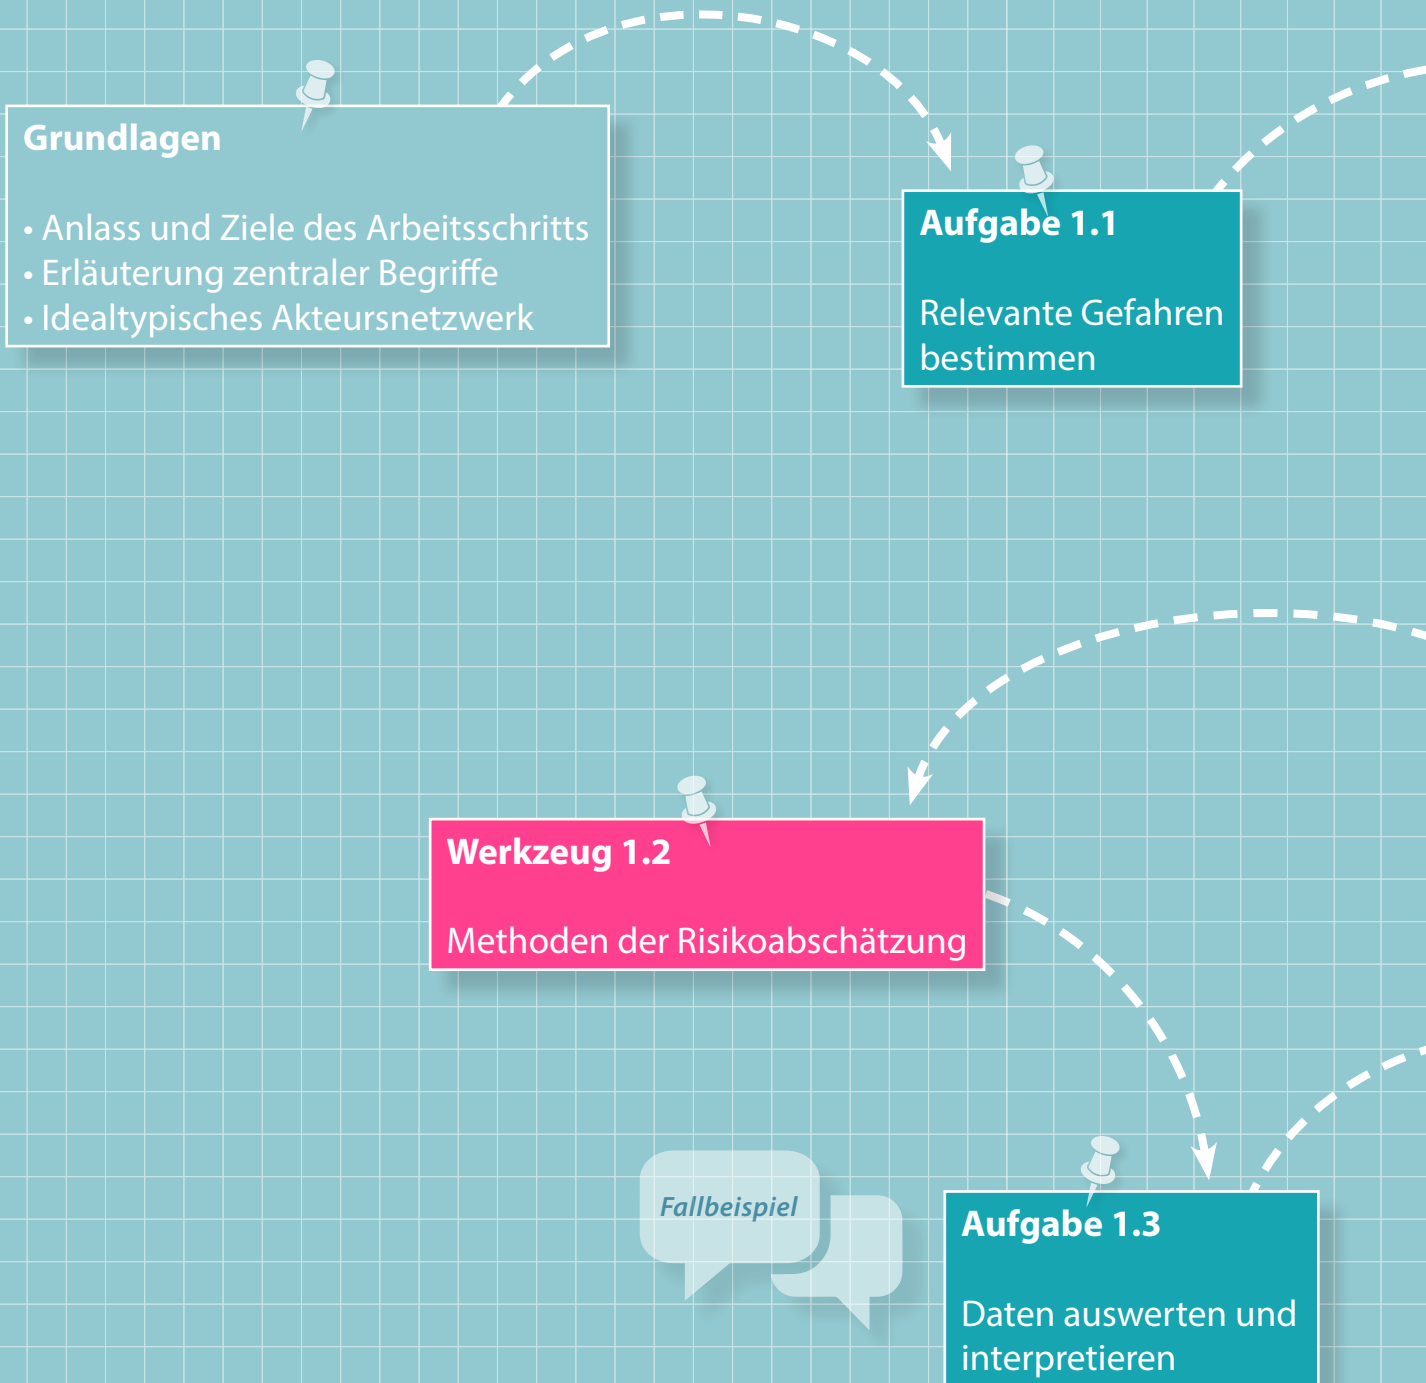 Grundlagen
• Anlass und Ziele des Arbeitsschritts
• Erläuterung zentraler Begriffe
• Idealtypisches Akteursnetzwerk
Aufgabe 1.1
Relevante Gefahren
bestimmen
Werkzeug 1.2
Methoden der Risikoabschätzung
Fallbeispiel
Aufgabe 1.3
Daten auswerten und
interpretieren